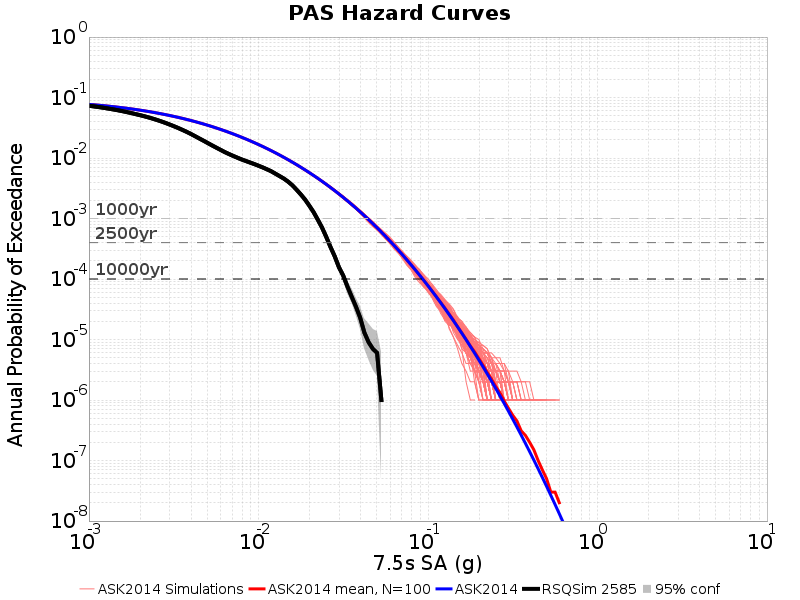 PAS Hazard Curves
Annual Probability of Exceedance
10^0
10^-1
10^-2
10^-3
10^-4
10^-5
10^-6
10^-7
10^-8
1000yr
2500yr
10000yr
10^-3 10^-2 10^-1 10^0 10^1
7.5s SA (g)
ASK2014 Simulations ASK2014 mean, N=100 ASK2014 RSQSim 2585 95% conf